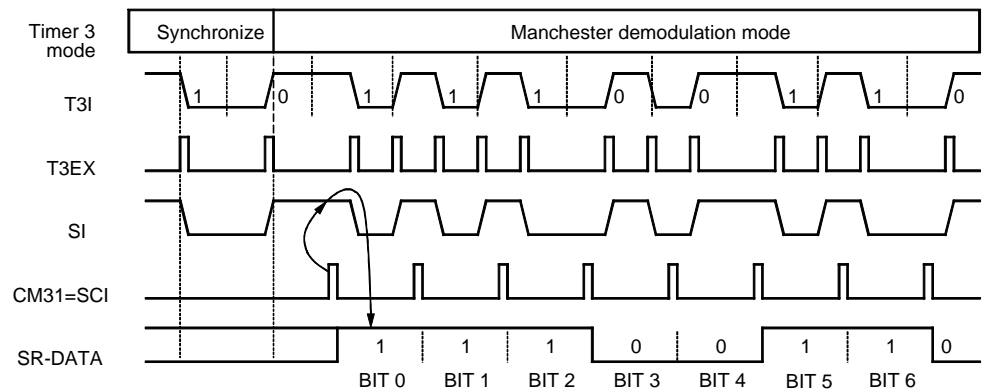 Timer 3 mode Synchronize Manchester demodulation mode
T3I 1 0 1 1 1 0 0 1 1 0
T3EX
SI
CM31=SCI
SR-DATA 1 1 1 0 0 1 1 0
BIT 0 BIT 1 BIT 2 BIT 3 BIT 4 BIT 5 BIT 6